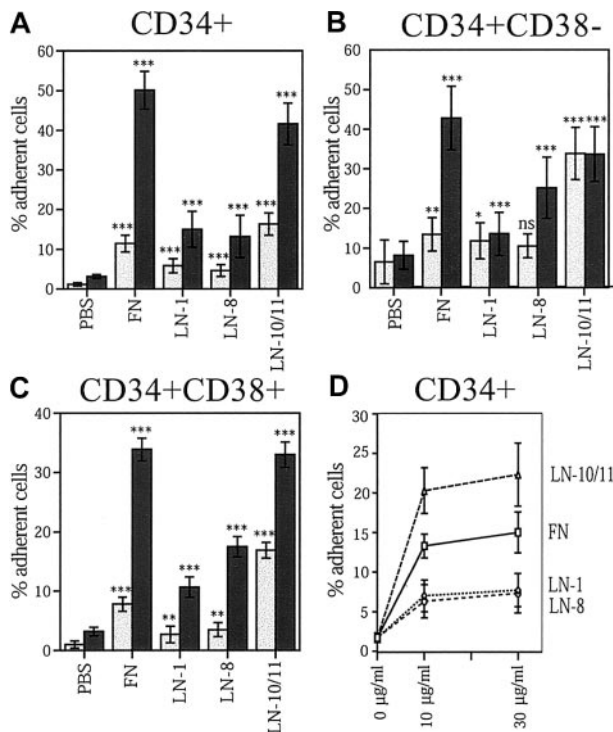 A CD34+
% adherent cells
60
50
40
30
20
10
0
*** *** *** *** *** *** *** ***
PBS FN LN-1 LN-8 LN-10/11
B CD34+CD38-
% adherent cells
60
50
40
30
20
10
0
** *** * *** ns *** *** ***
PBS FN LN-1 LN-8 LN-10/11
C CD34+CD38+
% adherent cells
40
30
20
10
0
*** *** ** *** ** *** *** ***
PBS FN LN-1 LN-8 LN-10/11
D CD34+
% adherent cells
30
25
20
15
10
5
0
LN-10/11
FN
LN-1
LN-8
0 µg/ml 10 µg/ml 30 µg/ml